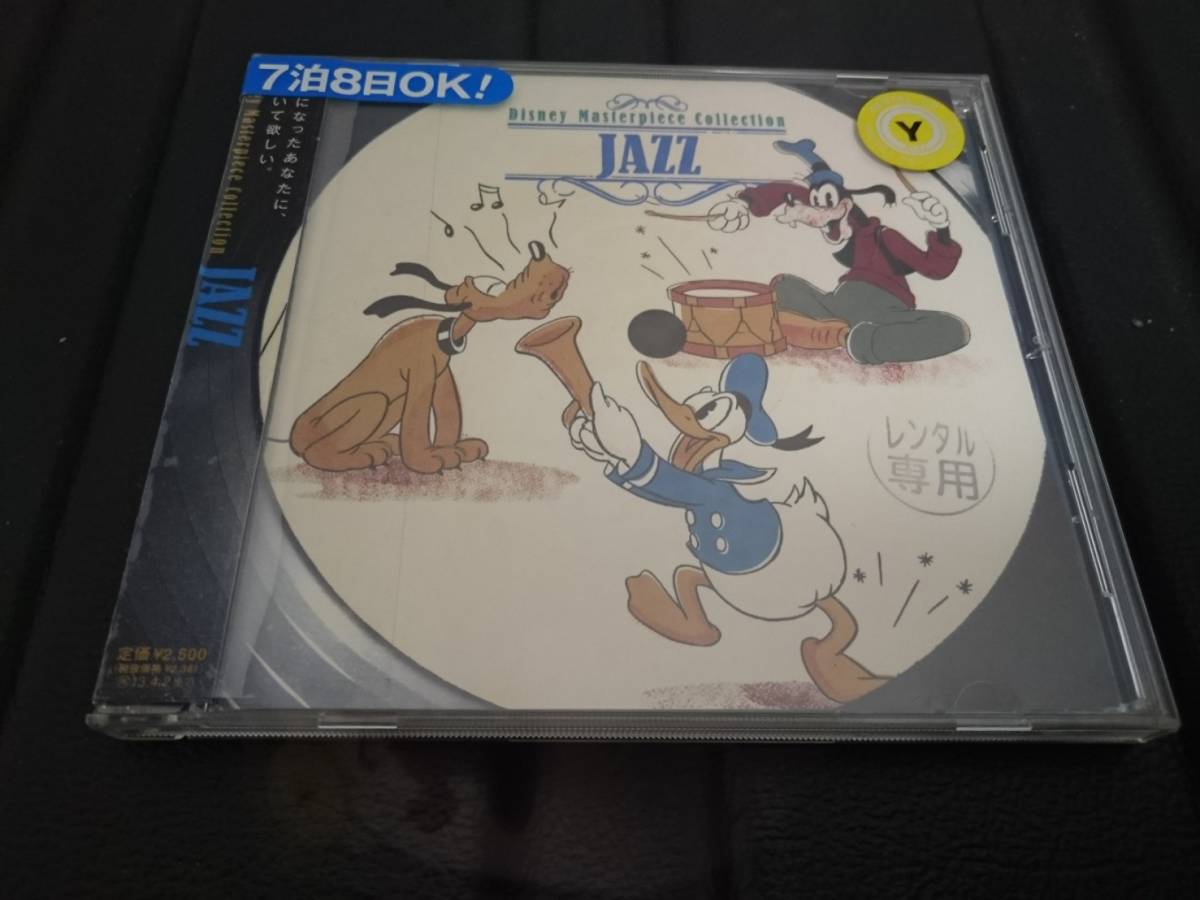 7泊8日OK!
Disney Masterpiece Collection
JAZZ
Y
になったあなたに、
いて欲しい。
Masterpiece Collection
JAZZ
レンタル
専用
定価¥2,500